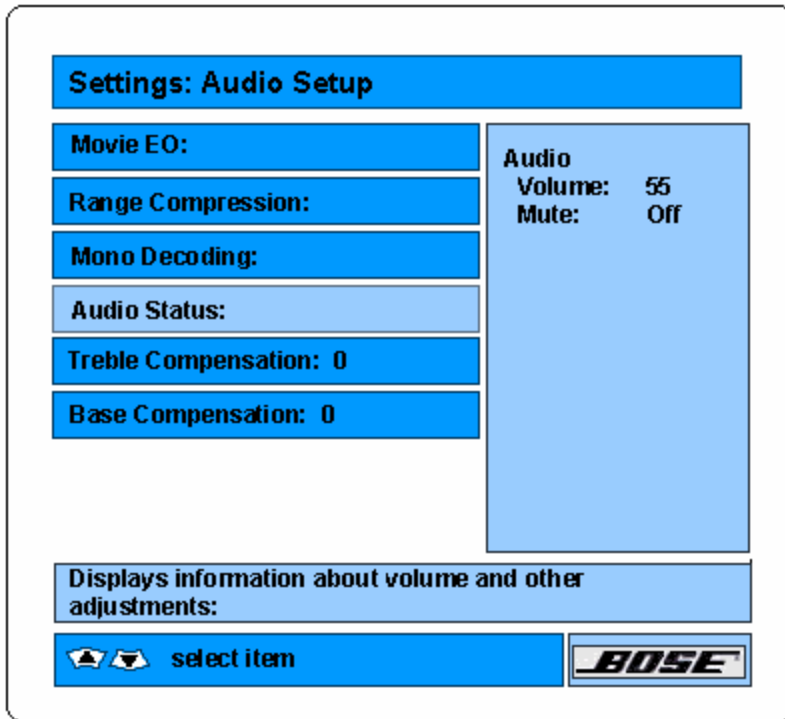 Settings: Audio Setup
Movie EO:
Range Compression:
Mono Decoding:
Audio Status:
Treble Compensation: 0
Base Compensation: 0
Audio
Volume: 55
Mute: Off
Displays information about volume and other
adjustments:
select item
BOSE